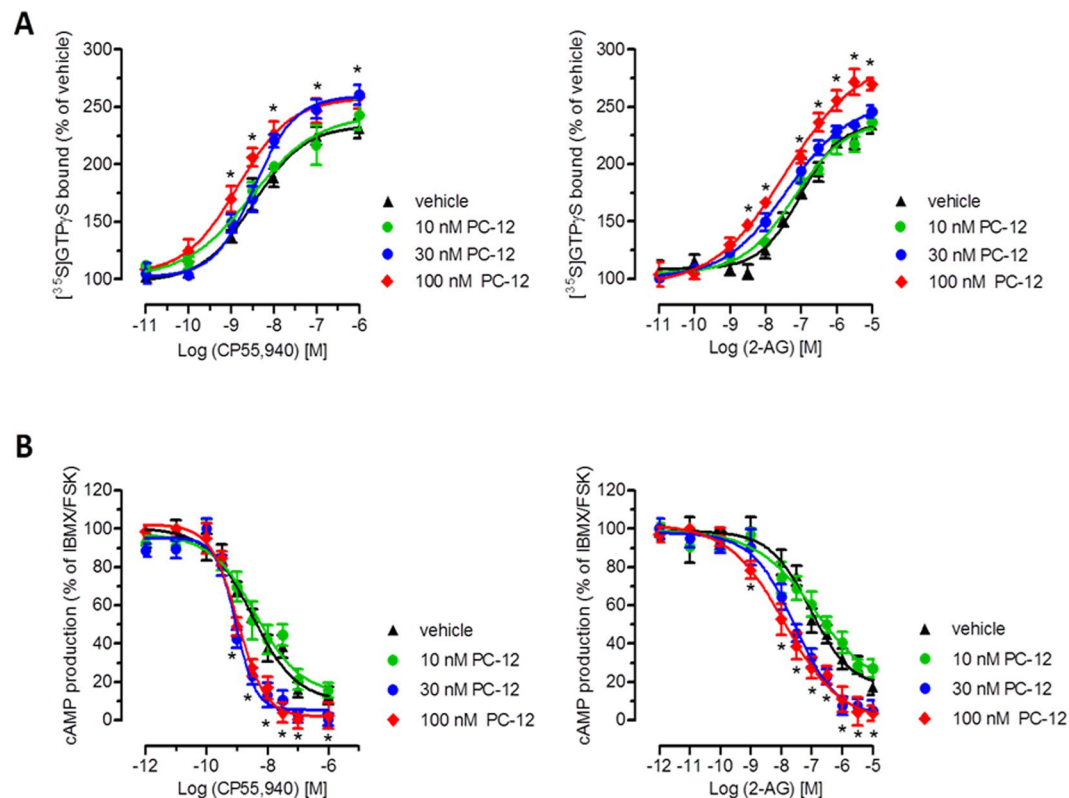 A
[³⁵S]GTPγS bound (% of vehicle)
300
250
200
150
100
-11 -10 -9 -8 -7 -6
Log (CP55,940) [M]
* * * * *
vehicle
10 nM PC-12
30 nM PC-12
100 nM PC-12
[³⁵S]GTPγS bound (% of vehicle)
300
250
200
150
100
-11 -10 -9 -8 -7 -6 -5
Log (2-AG) [M]
* * * * * * *
vehicle
10 nM PC-12
30 nM PC-12
100 nM PC-12
B
cAMP production (% of IBMX/FSK)
120
100
80
60
40
20
0
-12 -10 -8 -6
Log (CP55,940) [M]
* * * * * *
vehicle
10 nM PC-12
30 nM PC-12
100 nM PC-12
cAMP production (% of IBMX/FSK)
120
100
80
60
40
20
0
-12 -11 -10 -9 -8 -7 -6 -5
Log (2-AG) [M]
* * * * * * * *
vehicle
10 nM PC-12
30 nM PC-12
100 nM PC-12